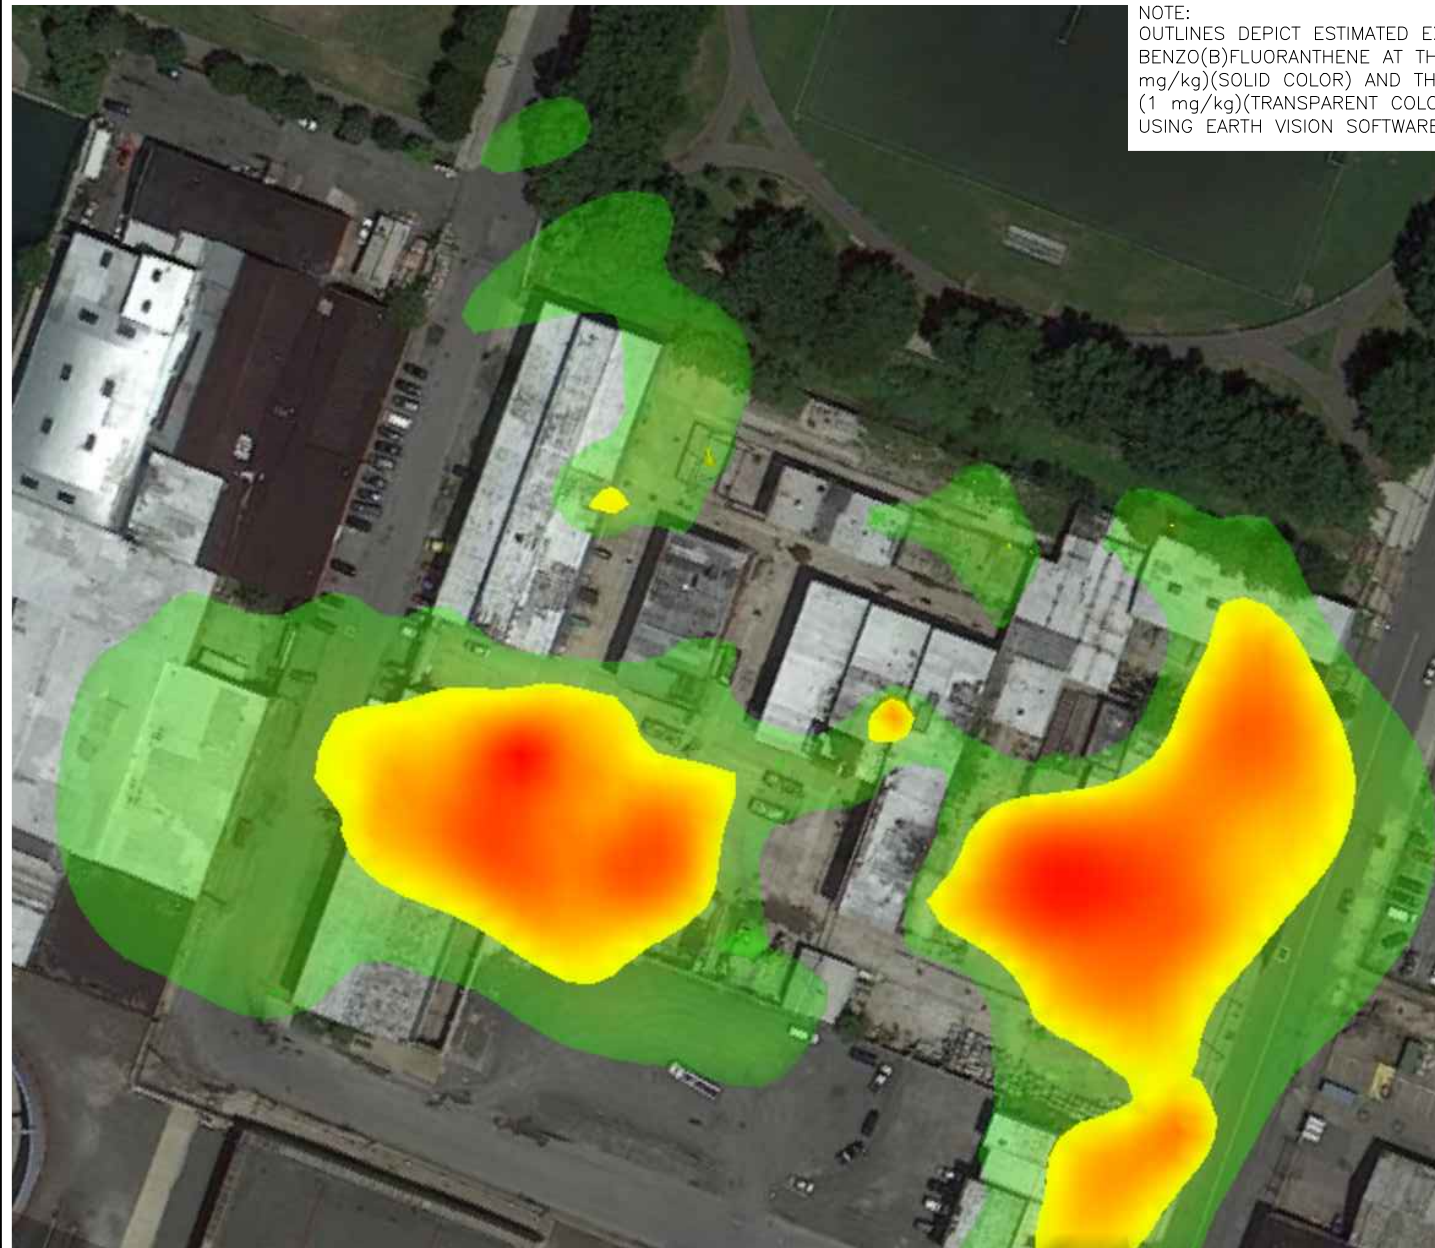 NOTE:
OUTLINES DEPICT ESTIMATED
BENZO(B)FLUORANTHENE AT
mg/kg)(SOLID COLOR) AND
(1 mg/kg)(TRANSPARENT
USING EARTH VISION SOFTWARE